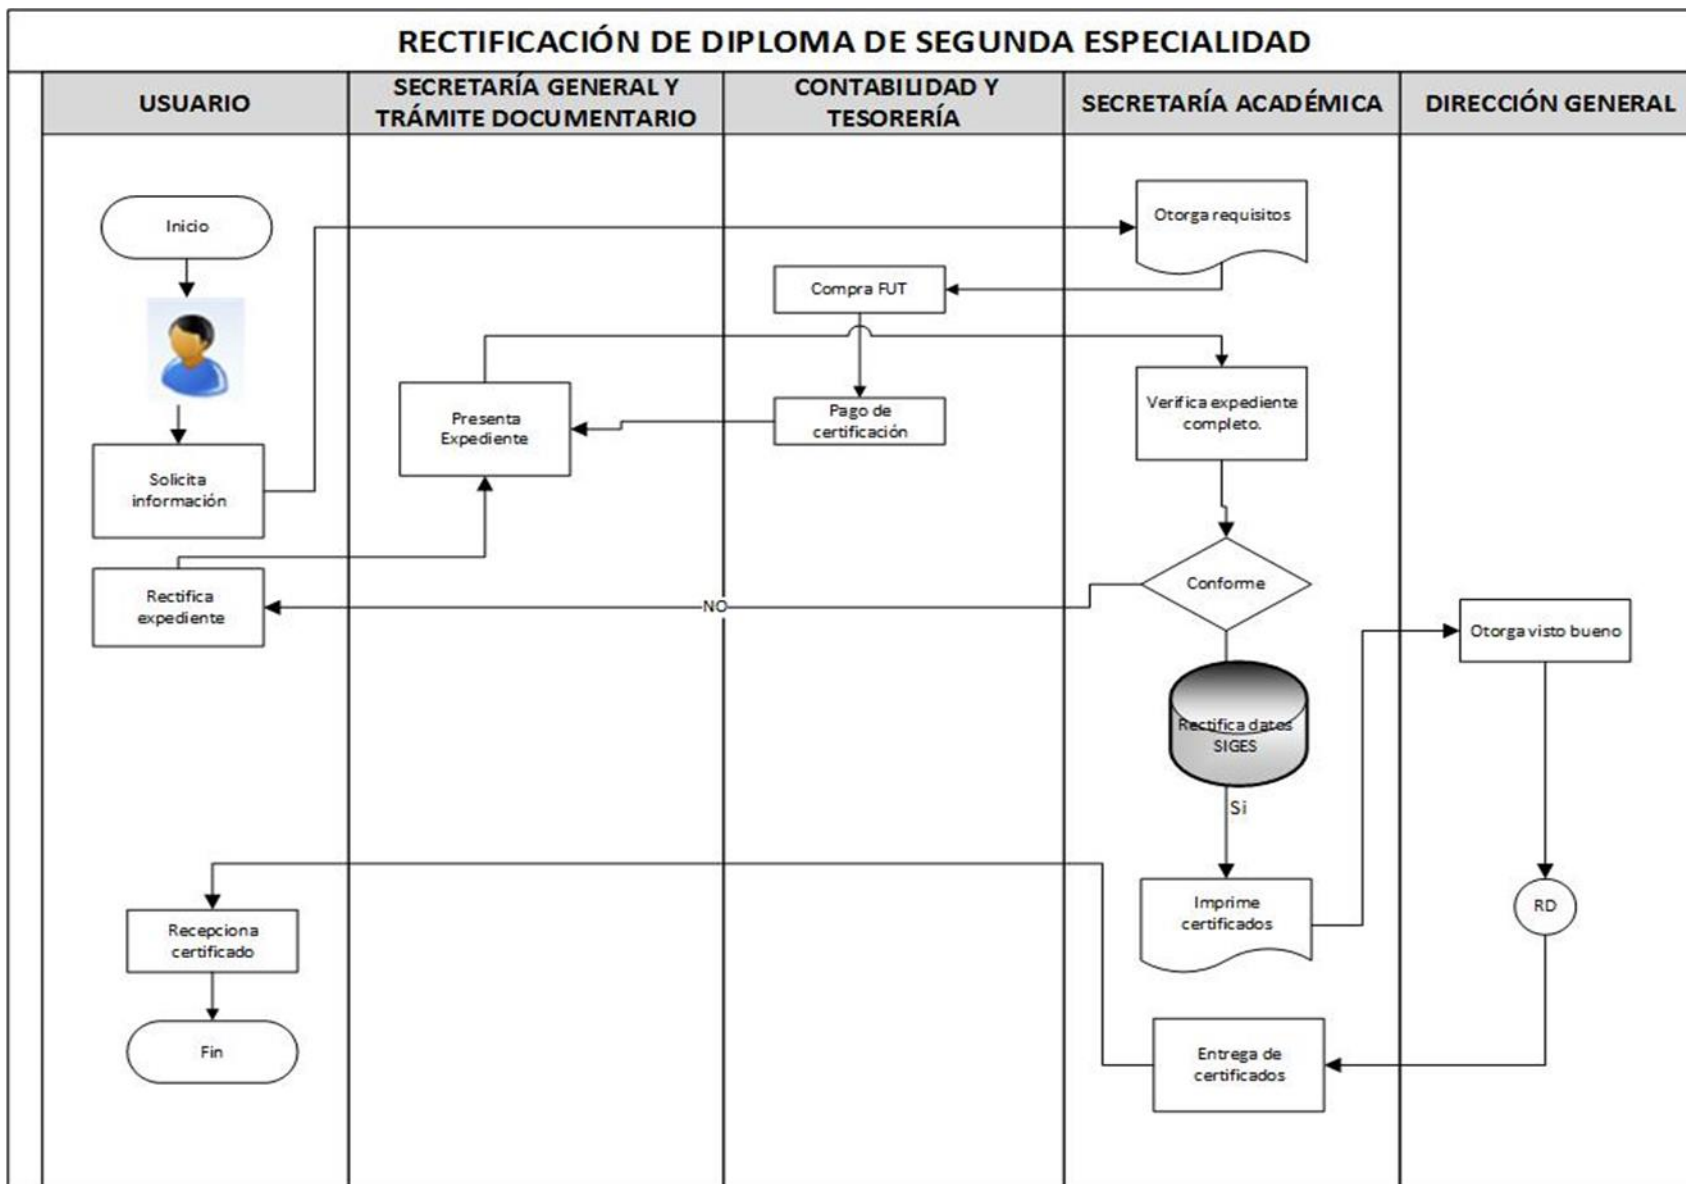 RECTIFICACIÓN DE DIPLOMA DE SEGUNDA ESPECIALIDAD
USUARIO
SECRETARÍA GENERAL Y
TRÁMITE DOCUMENTARIO
CONTABILIDAD Y
TESORERÍA
SECRETARÍA ACADÉMICA
DIRECCIÓN GENERAL
Inicio
Otorga requisitos
Compra FUT
Presenta
Expediente
Pago de
certificación
Verifica expediente
completo.
Solicita
información
Conforme
Rectifica
expediente
NO
Otorga visto bueno
Rectifica datos
SIGES
Si
Imprime
certificados
RD
Recepciona
certificado
Fin
Entrega de
certificados